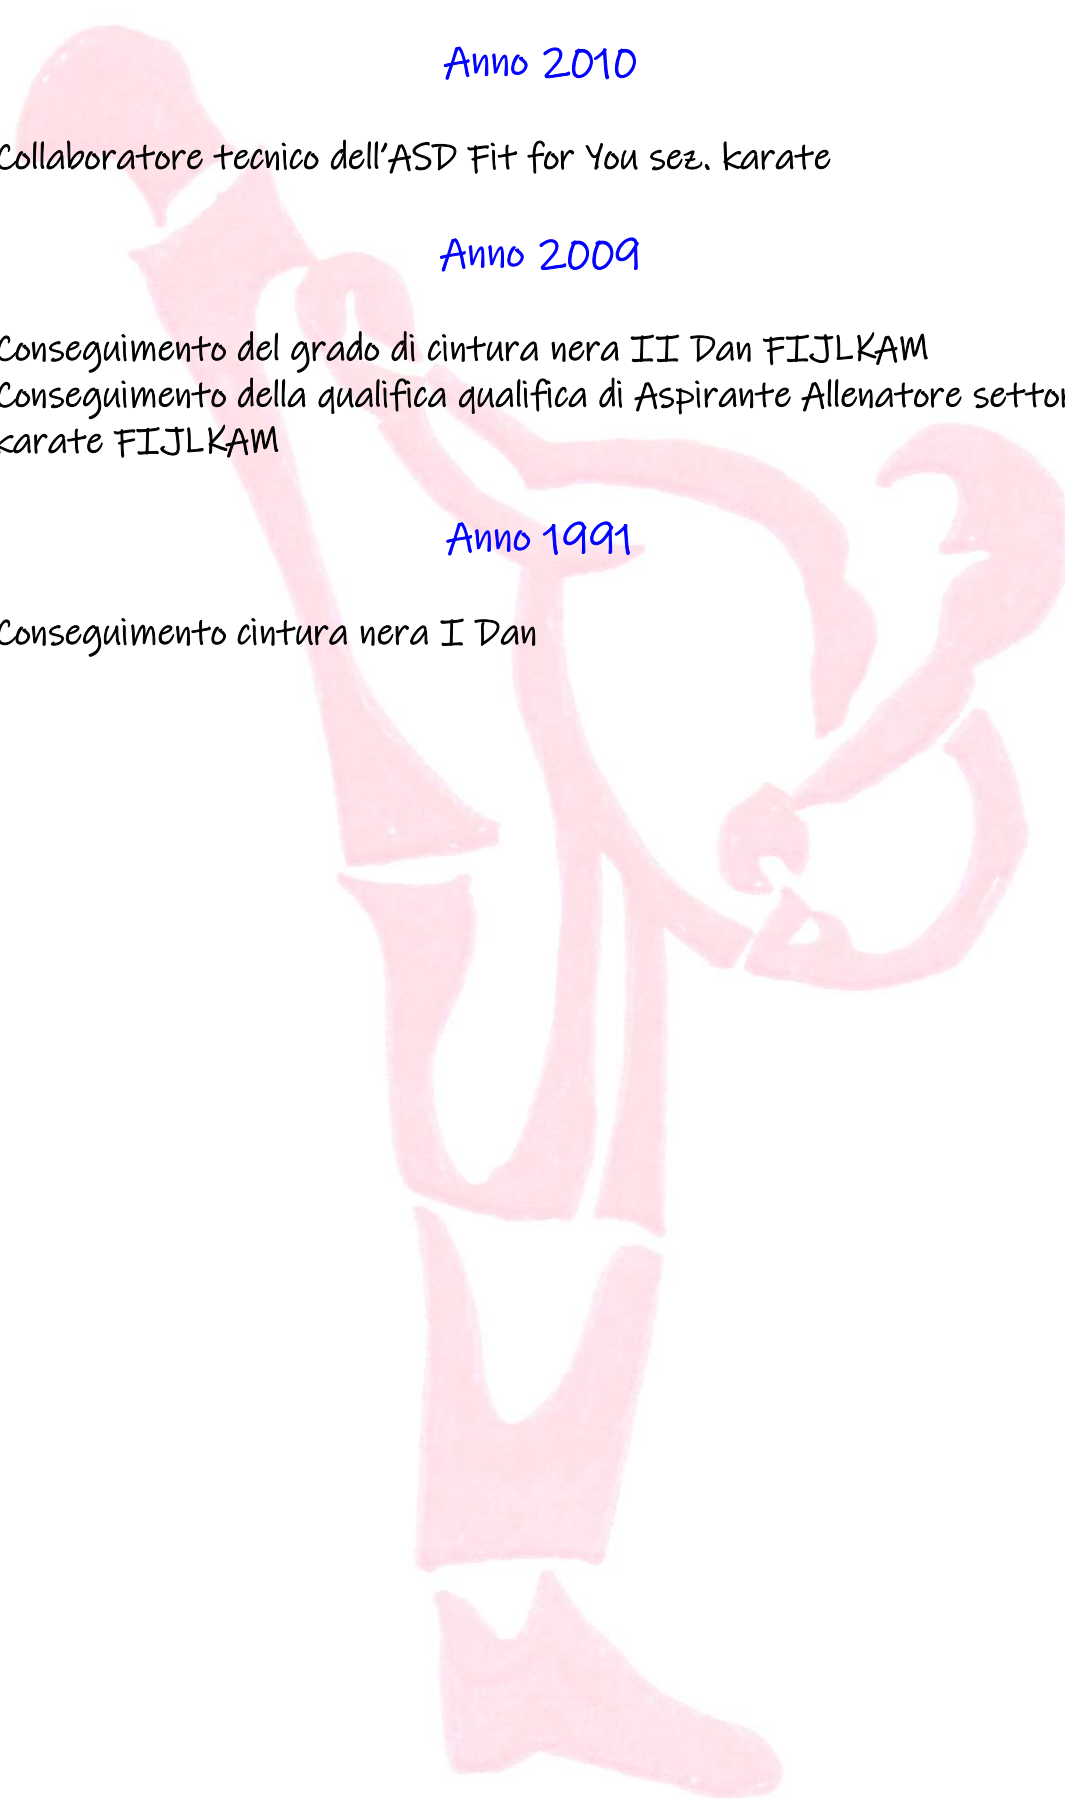 Anno 2010
Collaboratore tecnico dell'ASD Fit for You sez. karate
Anno 2009
Conseguimento del grado di cintura nera II Dan FIJLKAM
Conseguimento della qualifica qualifica di Aspirante Allenatore settor
karate FIJLKAM
Anno 1991
Conseguimento cintura nera I Dan